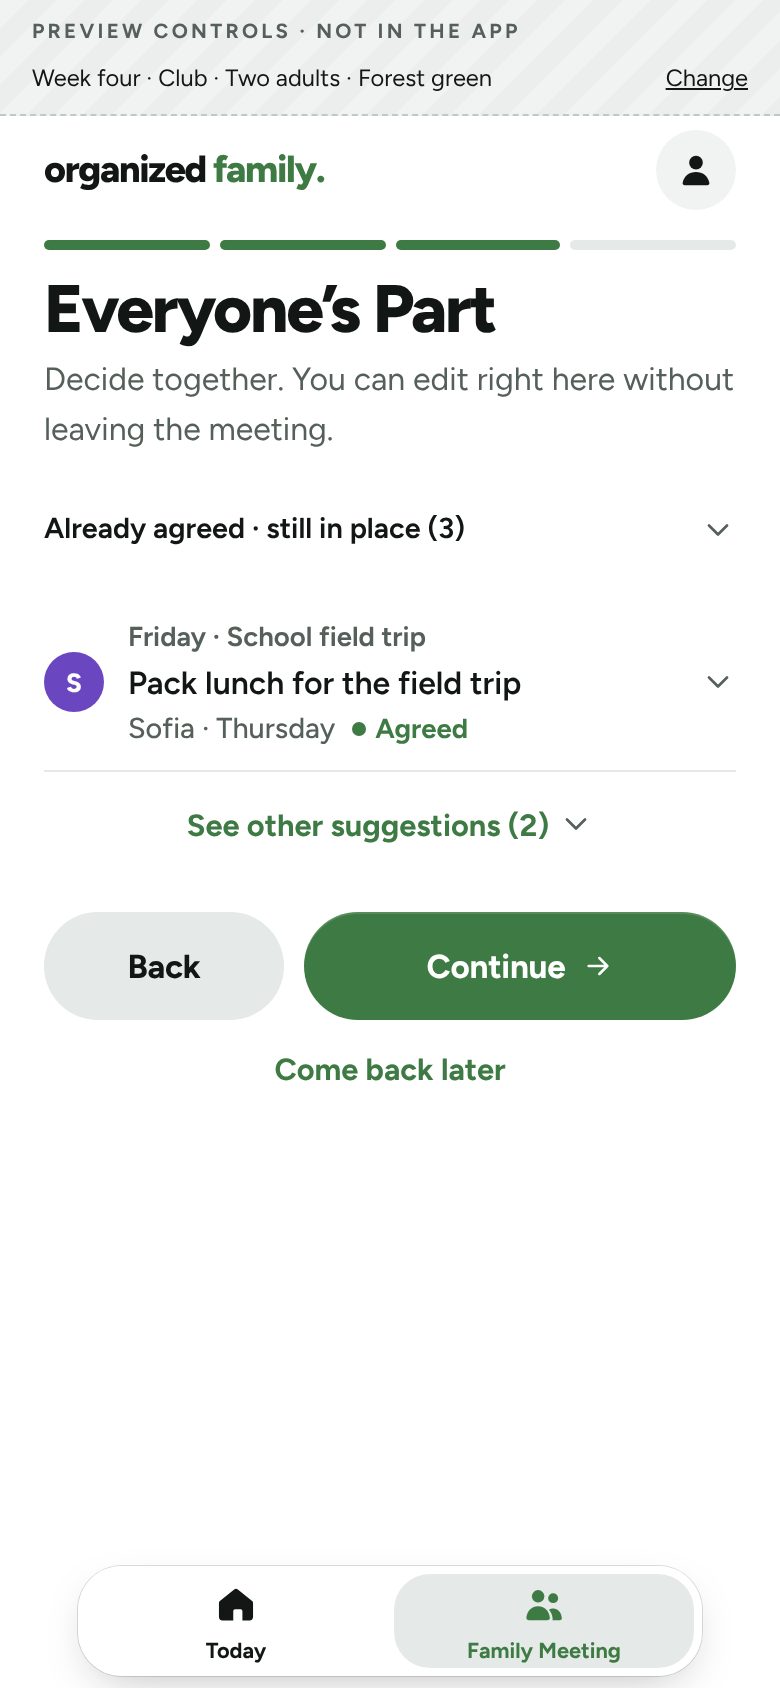 PREVIEW CONTROLS · NOT IN THE APP
Week four · Club · Two adults · Forest green
Change
organized family.
Everyone’s Part
Decide together. You can edit right here without
leaving the meeting.
Already agreed · still in place (3)
Friday · School field trip
S
Pack lunch for the field trip
Sofia · Thursday ● Agreed
See other suggestions (2)
Back
Continue →
Come back later
Today
Family Meeting